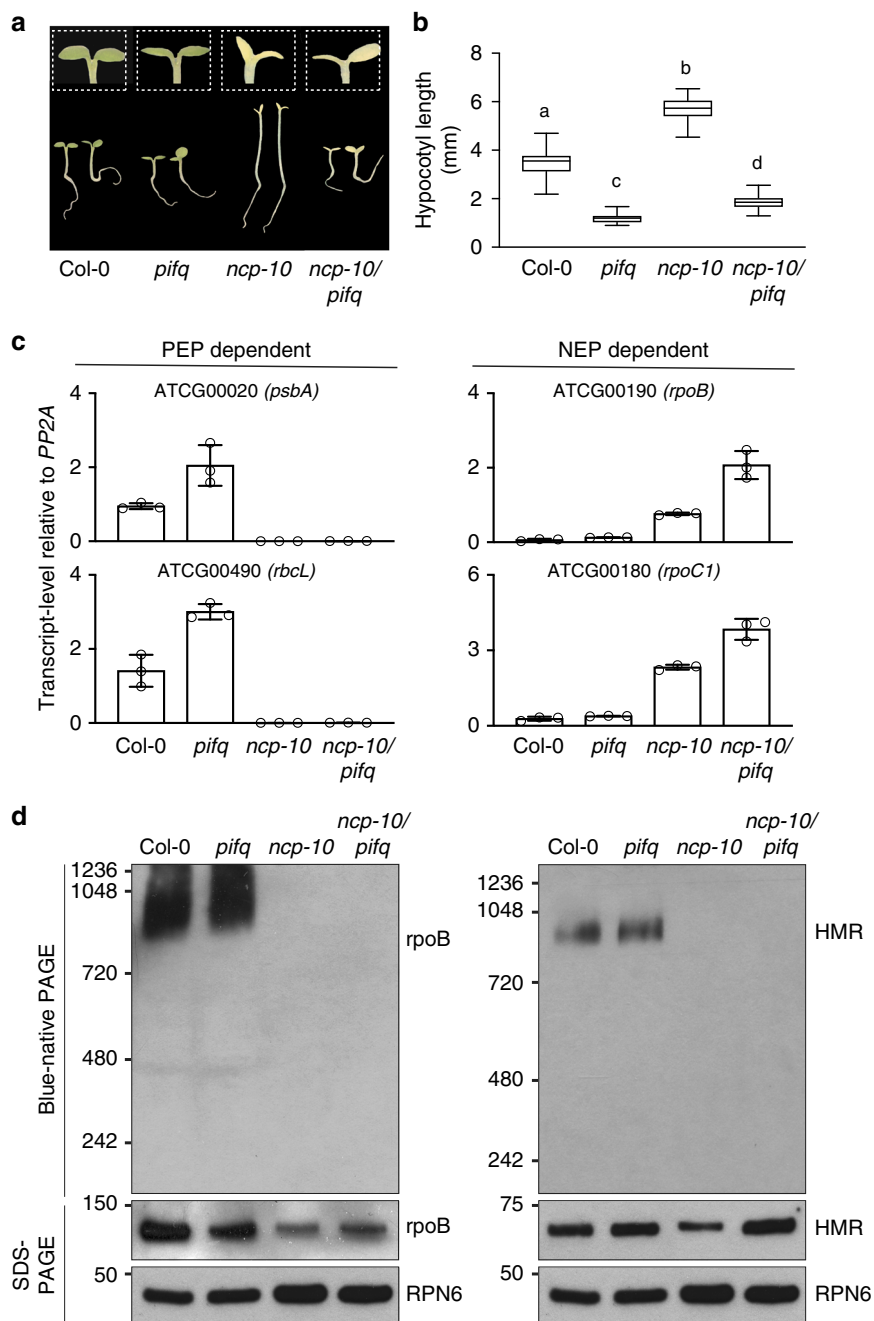 a
Col-0 pifq ncp-10 ncp-10/
pifq
b
Hypocotyl length
(mm)
8
6
4
2
0
a
c
b
d
Col-0 pifq ncp-10 ncp-10/
pifq
c
PEP dependent
NEP dependent
Transcript-level relative to PP2A
ATCG00020 (psbA)
4
2
0
ATCG00190 (rpoB)
4
2
0
ATCG00490 (rbcL)
4
2
0
ATCG00180 (rpoC1)
6
3
0
Col-0 pifq ncp-10 ncp-10/
pifq
Col-0 pifq ncp-10 ncp-10/
pifq
d
Blue-native PAGE
Col-0 pifq ncp-10 ncp-10/
pifq
1236
1048
720
480
242
rpoB
Col-0 pifq ncp-10 ncp-10/
pifq
1236
1048
720
480
242
HMR
SDS-
PAGE
150
rpoB
75
HMR
50
RPN6
50
RPN6